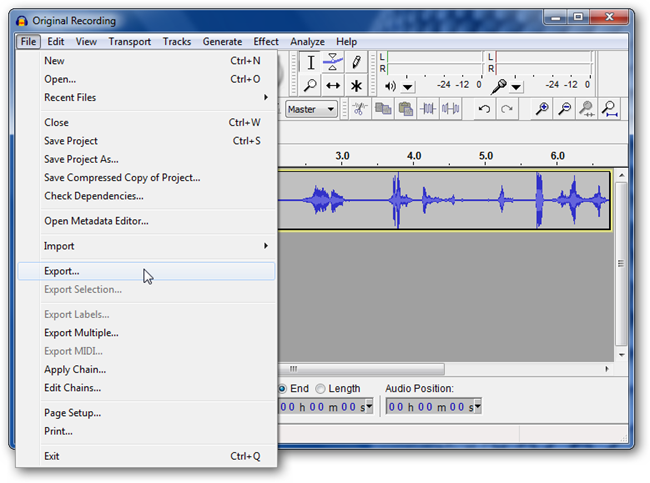 Original Recording
File Edit View Transport Tracks Generate Effect Analyze Help
New Ctrl+N
Open... Ctrl+O
Recent Files
Close Ctrl+W
Save Project Ctrl+S
Save Project As...
Save Compressed Copy of Project...
Check Dependencies...
Open Metadata Editor...
Import
Export...
Export Selection...
Export Labels...
Export Multiple...
Export MIDI...
Apply Chain...
Edit Chains...
Page Setup...
Print...
Exit Ctrl+Q
L L
R R
-24 -12 0 -24 -12 0
Master
3.0 4.0 5.0 6.0
End Length Audio Position:
00 h 00 m 00 s 00 h 00 m 00 s